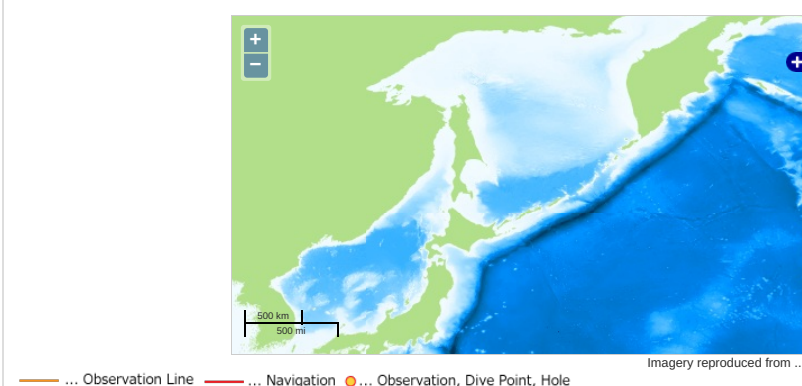 +
−
+
500 km
500 mi
Imagery reproduced from ...
... Observation Line ... Navigation ... Observation, Dive Point, Hole